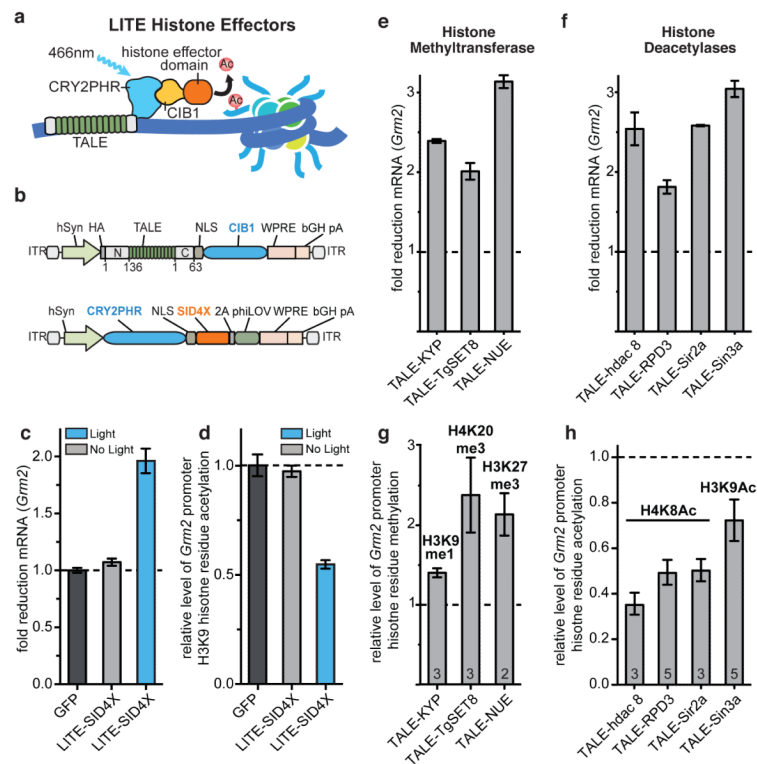 a
LITE Histone Effectors
466nm
histone effector
domain
Ac
CRY2PHR
Ac
CIB1
TALE
b
hSyn HA TALE NLS CIB1 WPRE bGH pA
ITR N C ITR
1 136 1 63
hSyn CRY2PHR NLS SID4X 2A phiLOV WPRE bGH pA
ITR ITR
c
Light
No Light
fold reduction mRNA (Grm2)
2.0
1.5
1.0
0.5
0.0
GFP
LITE-SID4X
LITE-SID4X
d
Light
No Light
relative level of Grm2 promoter
H3K9 hisotne residue acetylation
1.0
0.5
0.0
GFP
LITE-SID4X
LITE-SID4X
e
Histone
Methyltransferase
fold reduction mRNA (Grm2)
3
2
1
0
TALE-KYP
TALE-TgSET8
TALE-NUE
f
Histone
Deacetylases
fold reduction mRNA (Grm2)
3
2
1
0
TALE-hdac 8
TALE-RPD3
TALE-Sir2a
TALE-Sin3a
g
relative level of Grm2 promoter
hisotne residue methylation
3
2
1
0
H4K20
me3
H3K27
me3
H3K9
me1
3 3 2
TALE-KYP
TALE-TgSET8
TALE-NUE
h
relative level of Grm2 promoter
hisotne residue acetylation
1.0
0.8
0.6
0.4
0.2
0.0
H3K9Ac
H4K8Ac
3 5 3 5
TALE-hdac 8
TALE-RPD3
TALE-Sir2a
TALE-Sin3a